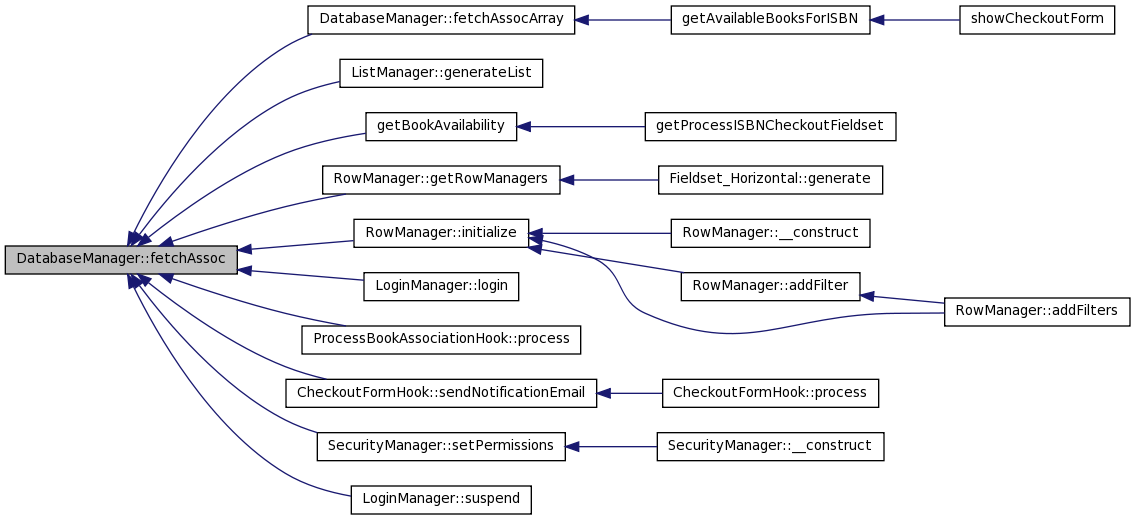 DatabaseManager::fetchAssocArray
getAvailableBooksForISBN
showCheckoutForm
ListManager::generateList
getBookAvailability
getProcessISBNCheckoutFieldset
RowManager::getRowManagers
Fieldset_Horizontal::generate
RowManager::initialize
RowManager::__construct
DatabaseManager::fetchAssoc
LoginManager::login
RowManager::addFilter
RowManager::addFilters
ProcessBookAssociationHook::process
CheckoutFormHook::sendNotificationEmail
CheckoutFormHook::process
SecurityManager::setPermissions
SecurityManager::__construct
LoginManager::suspend